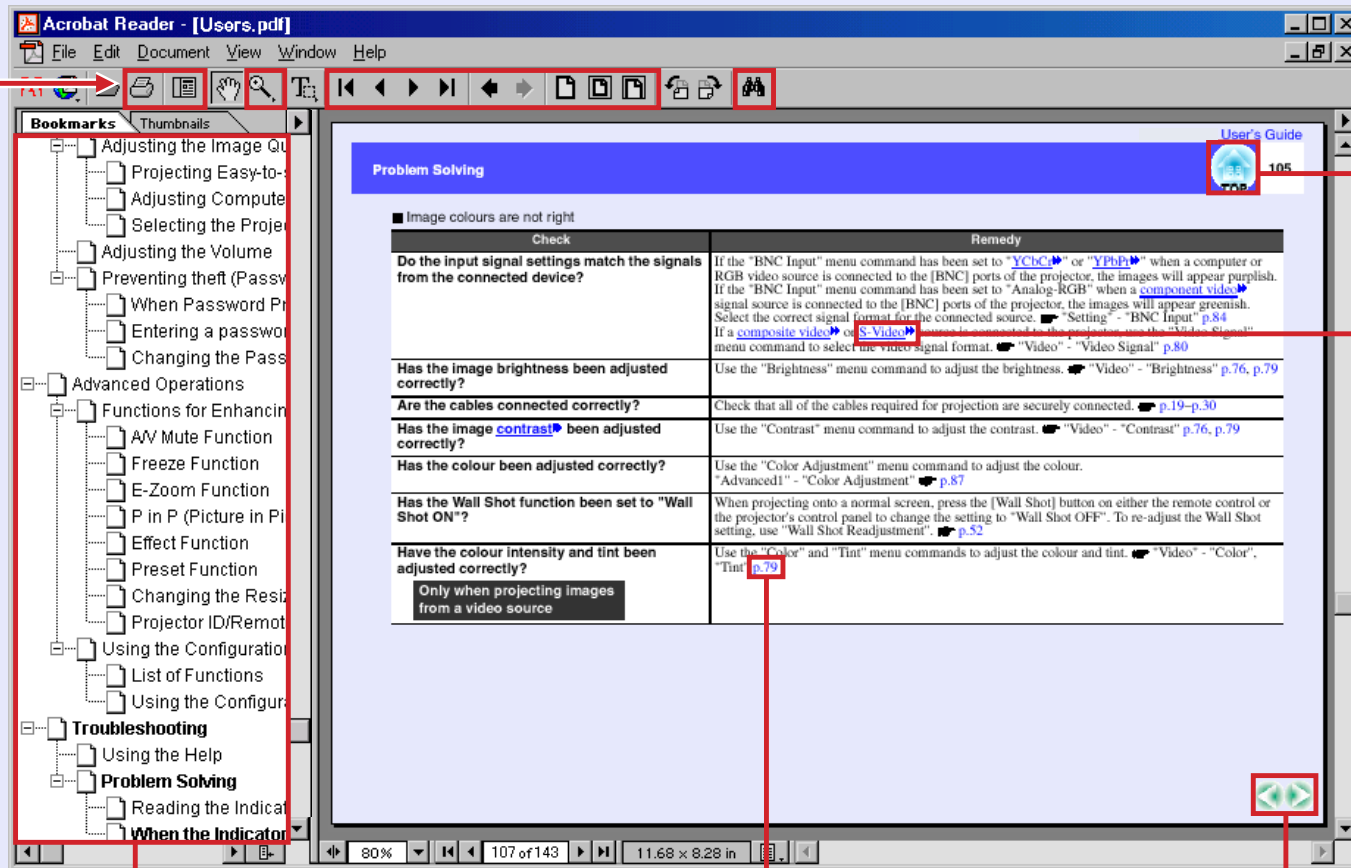 Acrobat Reader - [Users.pdf]
File Edit Document View Window Help
Bookmarks Thumbnails
Adjusting the Image Qu
Projecting Easy-to-
Adjusting Compute
Selecting the Proje
Adjusting the Volume
Preventing theft (Passw
When Password Pr
Entering a passwor
Changing the Pass
Advanced Operations
Functions for Enhancin
A/V Mute Function
Freeze Function
E-Zoom Function
P in P (Picture in Pi
Effect Function
Preset Function
Changing the Resiz
Projector ID/Remot
Using the Configuration
List of Functions
Using the Configura
Troubleshooting
Using the Help
Problem Solving
Reading the Indicat
When the Indicator
User's Guide
Problem Solving
TOP
105
■ Image colours are not right
Check Remedy
Do the input signal settings match the signals
from the connected device?
If the "BNC Input" menu command has been set to "YCbCr" or "YPbPr" when a computer or
RGB video source is connected to the [BNC] ports of the projector, the images will appear purplish.
If the "BNC Input" menu command has been set to "Analog-RGB" when a component video
signal source is connected to the [BNC] ports of the projector, the images will appear greenish.
Select the correct signal format for the connected source. ☛ "Setting" - "BNC Input" p.84
If a composite video or S-Video source is connected to the projector, use the "Video Signal"
menu command to select the video signal format. ☛ "Video" - "Video Signal" p.80
Has the image brightness been adjusted
correctly?
Use the "Brightness" menu command to adjust the brightness. ☛ "Video" - "Brightness" p.76, p.79
Are the cables connected correctly?
Check that all of the cables required for projection are securely connected. ☛ p.19–p.30
Has the image contrast been adjusted
correctly?
Use the "Contrast" menu command to adjust the contrast. ☛ "Video" - "Contrast" p.76, p.79
Has the colour been adjusted correctly?
Use the "Color Adjustment" menu command to adjust the colour.
"Advanced1" - "Color Adjustment" ☛ p.87
Has the Wall Shot function been set to "Wall
Shot ON"?
When projecting onto a normal screen, press the [Wall Shot] button on either the remote control or
the projector's control panel to change the setting to "Wall Shot OFF". To re-adjust the Wall Shot
setting, use "Wall Shot Readjustment". ☛ p.52
Have the colour intensity and tint been
adjusted correctly?
Only when projecting images
from a video source
Use the "Color" and "Tint" menu commands to adjust the colour and tint. ☛ "Video" - "Color",
"Tint" p.79
80% 107 of 143 11.68 x 8.28 in